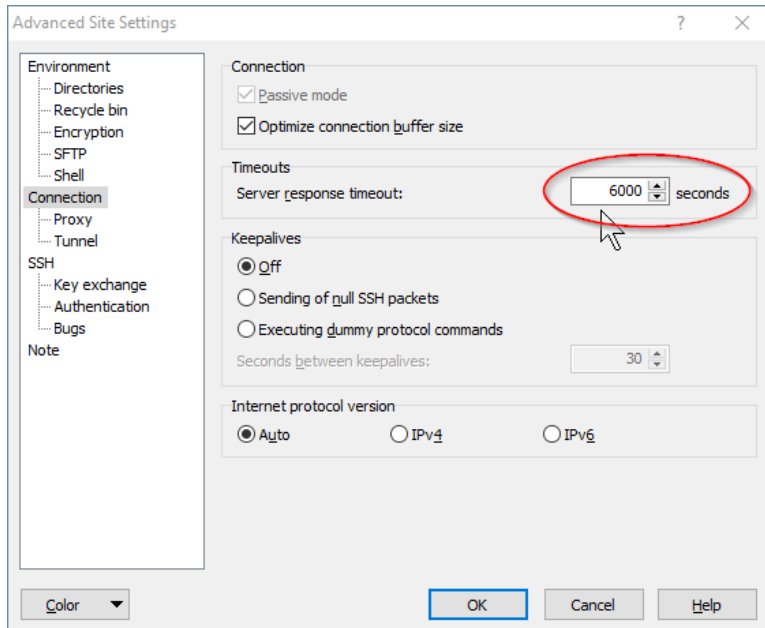 Advanced Site Settings ?
Environment
Directories
Recycle bin
Encryption
SFTP
Shell
Connection
Proxy
Tunnel
SSH
Key exchange
Authentication
Bugs
Note
Connection
Passive mode
Optimize connection buffer size
Timeouts
Server response timeout: 6000 seconds
Keepalives
Off
Sending of null SSH packets
Executing dummy protocol commands
Seconds between keepalives: 30
Internet protocol version
Auto IPv4 IPv6
Color OK Cancel Help